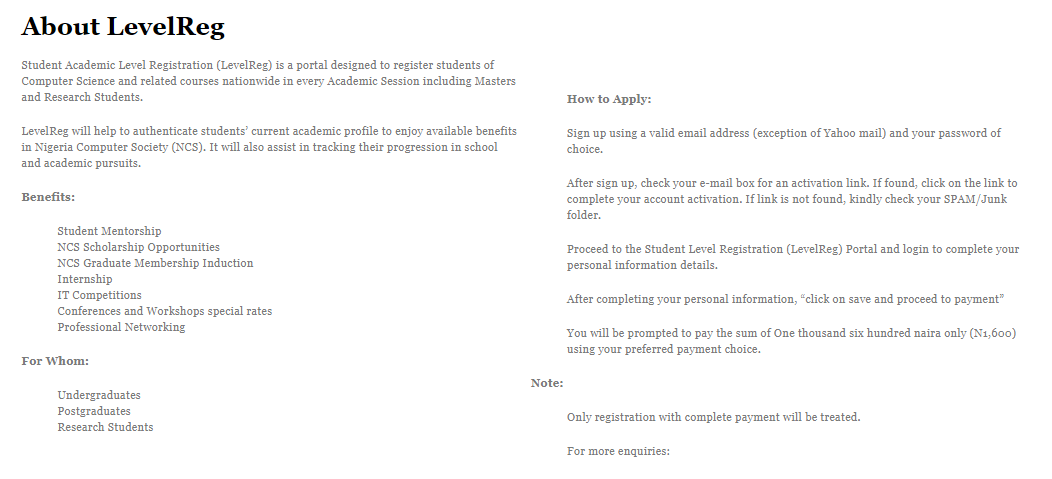 About LevelReg
Student Academic Level Registration (LevelReg) is a portal designed to register students of
Computer Science and related courses nationwide in every Academic Session including Masters
and Research Students.
LevelReg will help to authenticate students’ current academic profile to enjoy available benefits
in Nigeria Computer Society (NCS). It will also assist in tracking their progression in school
and academic pursuits.
Benefits:
Student Mentorship
NCS Scholarship Opportunities
NCS Graduate Membership Induction
Internship
IT Competitions
Conferences and Workshops special rates
Professional Networking
For Whom:
Undergraduates
Postgraduates
Research Students
How to Apply:
Sign up using a valid email address (exception of Yahoo mail) and your password of
choice.
After sign up, check your e-mail box for an activation link. If found, click on the link to
complete your account activation. If link is not found, kindly check your SPAM/Junk
folder.
Proceed to the Student Level Registration (LevelReg) Portal and login to complete your
personal information details.
After completing your personal information, “click on save and proceed to payment”
You will be prompted to pay the sum of One thousand six hundred naira only (N1,600)
using your preferred payment choice.
Note:
Only registration with complete payment will be treated.
For more enquiries: